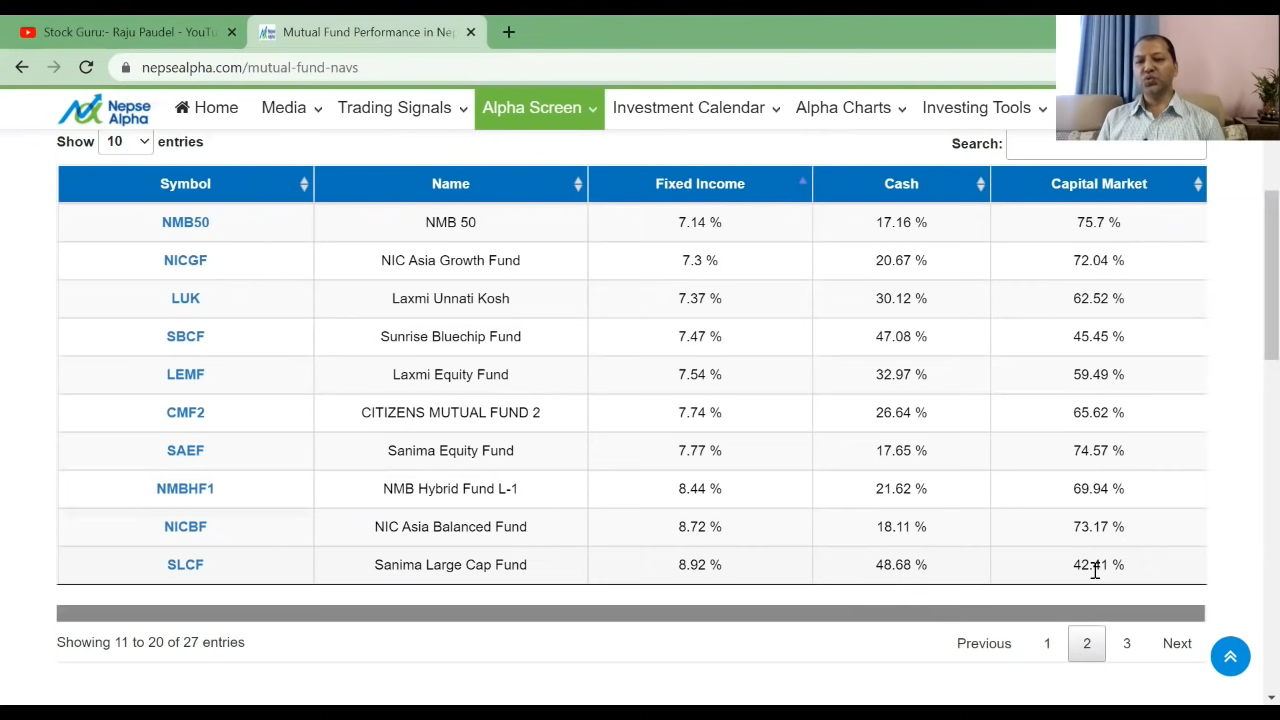 Stock Guru:- Raju Paudel - YouTu
Mutual Fund Performance in Nep
nepsealpha.com/mutual-fund-navs
Nepse Alpha
Home Media Trading Signals Alpha Screen Investment Calendar Alpha Charts Investing Tools
Show 10 entries Search:
Symbol Name Fixed Income Cash Capital Market
NMB50 NMB 50 7.14 % 17.16 % 75.7 %
NICGF NIC Asia Growth Fund 7.3 % 20.67 % 72.04 %
LUK Laxmi Unnati Kosh 7.37 % 30.12 % 62.52 %
SBCF Sunrise Bluechip Fund 7.47 % 47.08 % 45.45 %
LEMF Laxmi Equity Fund 7.54 % 32.97 % 59.49 %
CMF2 CITIZENS MUTUAL FUND 2 7.74 % 26.64 % 65.62 %
SAEF Sanima Equity Fund 7.77 % 17.65 % 74.57 %
NMBHF1 NMB Hybrid Fund L-1 8.44 % 21.62 % 69.94 %
NICBF NIC Asia Balanced Fund 8.72 % 18.11 % 73.17 %
SLCF Sanima Large Cap Fund 8.92 % 48.68 % 42.41 %
Showing 11 to 20 of 27 entries Previous 1 2 3 Next